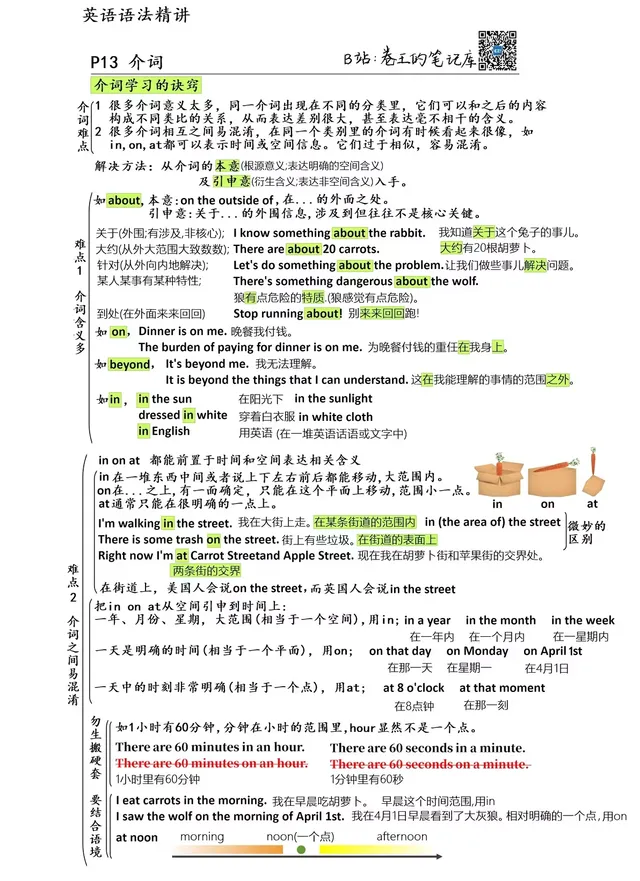 英语语法精讲
P13 介词
B站:卷王的笔记库
介词学习的诀窍
介词难点
1 很多介词意义太多,同一介词出现在不同的分类里,它们可以和之后的内容
构成不同类比的关系,从而表达差别很大,甚至表达毫不相干的含义。
2 很多介词相互之间易混淆,在同一个类别里的介词有时候看起来很像,如
in,on,at都可以表示时间或空间信息。它们过于相似,容易混淆。
解决方法:从介词的本意(根源意义;表达明确的空间含义)
及引申意(衍生含义;表达非空间含义)入手。
难点1 介词含义多
如about,本意:on the outside of,在...的外面之处。
引申意:关于...的外围信息,涉及到但往往不是核心关键。
关于(外围;有涉及,非核心); I know something about the rabbit. 我知道关于这个兔子的事儿。
大约(从外大范围大致数数); There are about 20 carrots. 大约有20根胡萝卜。
针对(从外向内地解决); Let's do something about the problem.让我们做些事儿解决问题。
某人某事有某种特性; There's something dangerous about the wolf.
狼有点危险的特质.(狼感觉有点危险)。
到处(在外面来来回回) Stop running about! 别来来回回跑!
如 on, Dinner is on me. 晚餐我付钱。
The burden of paying for dinner is on me. 为晚餐付钱的重任在我身上。
如beyond, It's beyond me. 我无法理解。
It is beyond the things that I can understand. 这在我能理解的事情的范围之外。
如in, in the sun 在阳光下 in the sunlight
dressed in white 穿着白衣服 in white cloth
in English 用英语 (在一堆英语话语或文字中)
难点2 介词之间易混淆
in on at 都能前置于时间和空间表达相关含义
in在一堆东西中间或者说上下左右前后都能移动,大范围内。
on在...之上,有一面确定,只能在这个平面上移动,范围小一点。
at通常只能在很明确的一点上。
in on at
I'm walking in the street. 我在大街上走。在某条街道的范围内 in (the area of) the street
There is some trash on the street. 街上有些垃圾。在街道的表面上
微妙的区别
Right now I'm at Carrot Streetand Apple Street. 现在我在胡萝卜街和苹果街的交界处。
两条街的交界
在街道上,美国人会说on the street,而英国人会说in the street
把in on at从空间引申到时间上:
一年、月份、星期,大范围(相当于一个空间),用in; in a year in the month in the week
在一年内 在一个月内 在一星期内
一天是明确的时间(相当于一个平面),用on; on that day on Monday on April 1st
在那一天 在星期一 在4月1日
一天中的时刻非常明确(相当于一个点),用at; at 8 o'clock at that moment
在8点钟 在那一刻
勿生搬硬套
如1小时有60分钟,分钟在小时的范围里,hour显然不是一个点。
There are 60 minutes in an hour. There are 60 seconds in a minute.
There are 60 minutes on an hour. There are 60 seconds on a minute.
1小时里有60分钟 1分钟里有60秒
要结合语境
I eat carrots in the morning. 我在早晨吃胡萝卜。 早晨这个时间范围,用in
I saw the wolf on the morning of April 1st. 我在4月1日早晨看到了大灰狼。相对明确的一个点,用on
at noon morning noon(一个点) afternoon